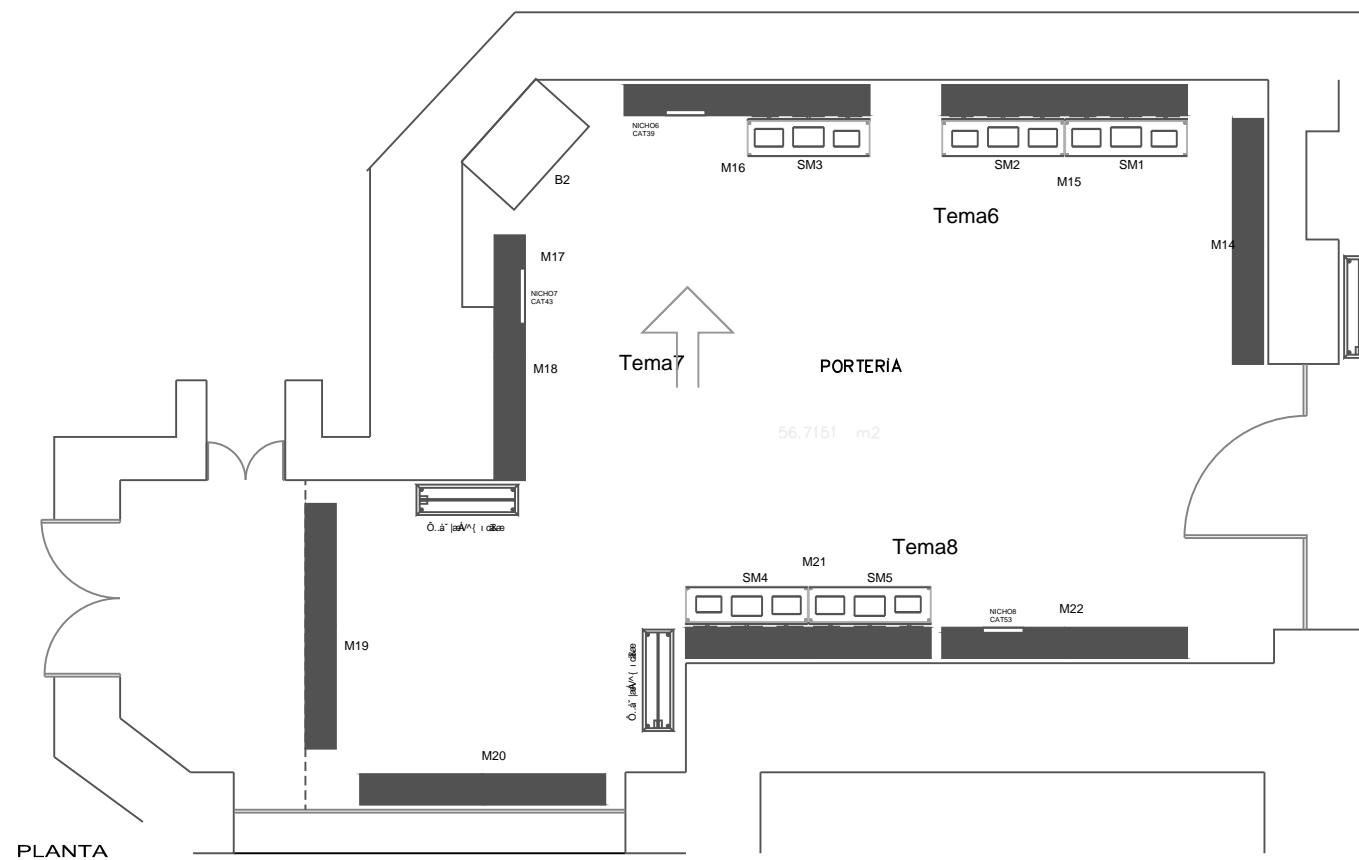 NICHO6
CAT39
M16
SM3
SM2
SM1
M15
B2
Tema6
M14
M17
NICHO7
CAT43
M18
Tema7
PORTERÍA
56.7151 m2
Tema8
M21
SM4
SM5
NICHO8
CAT53
M22
M19
M20
PLANTA